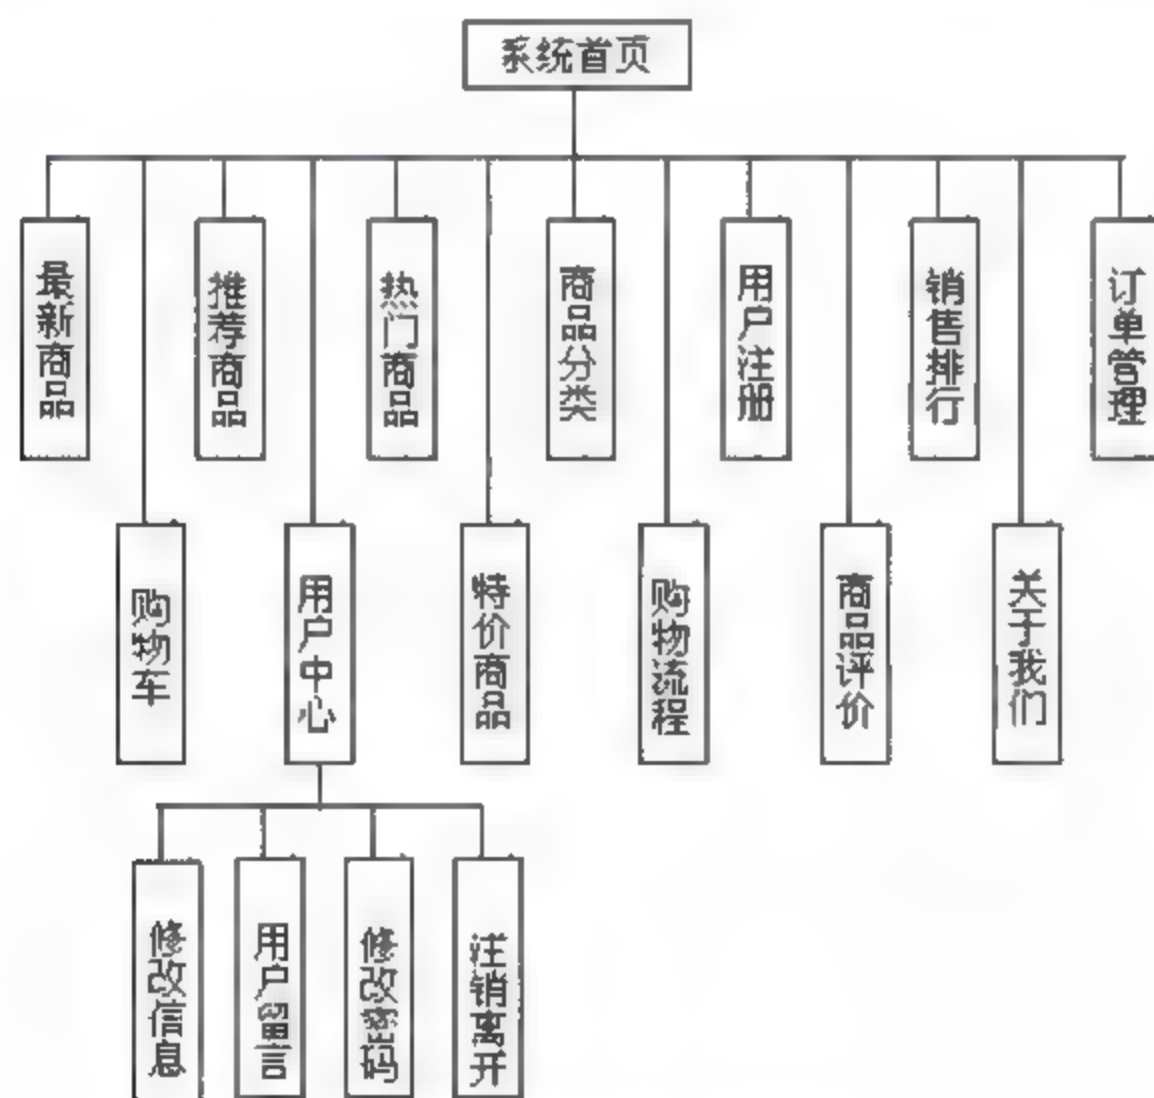 系统首页
最新商品
推荐商品
热门商品
商品分类
用户注册
销售排行
订单管理
购物车
用户中心
特价商品
购物流程
商品评价
关于我们
修改信息
用户留言
修改密码
注销离开